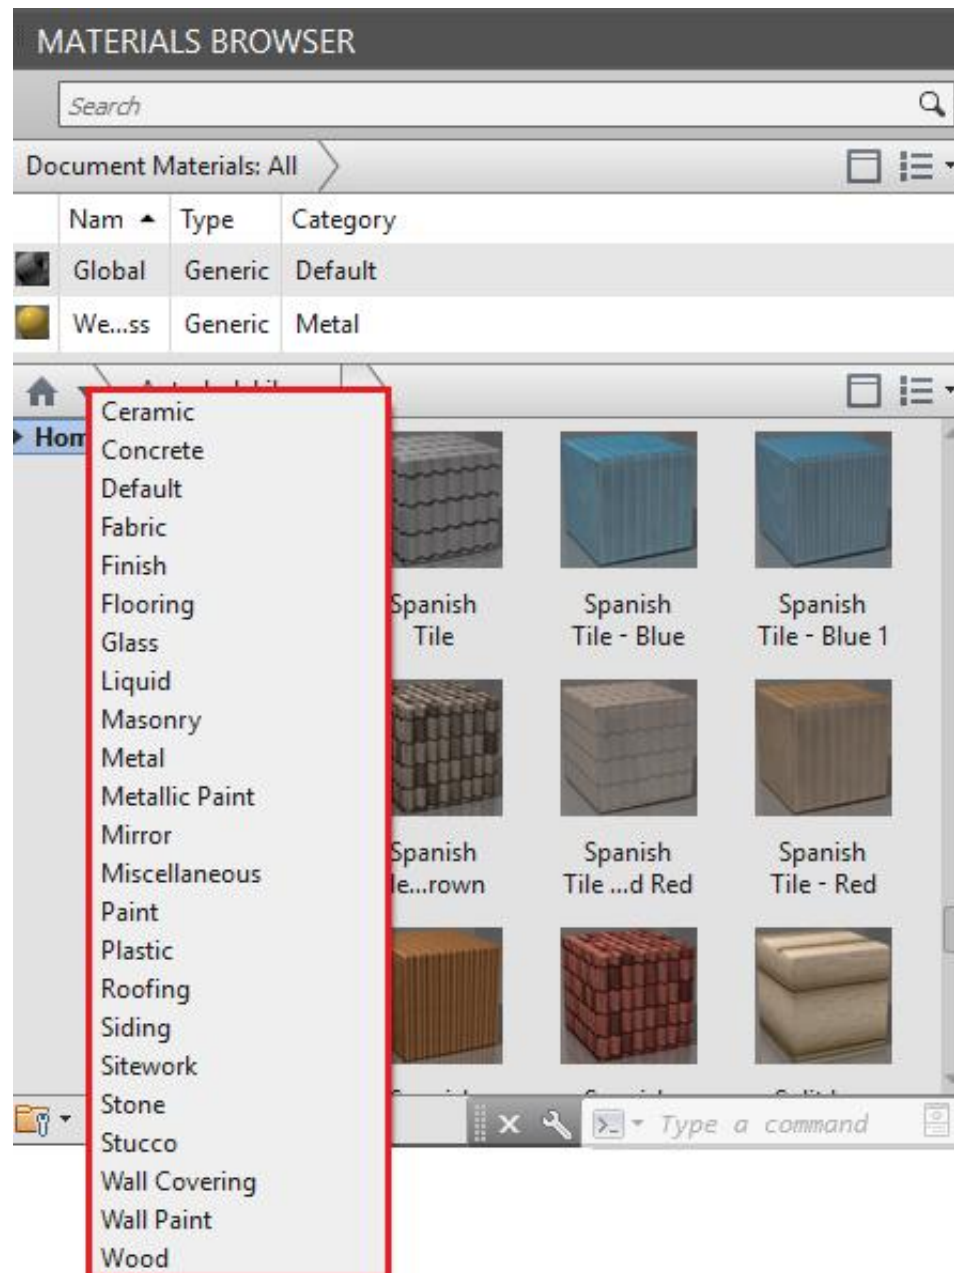 MATERIALS BROWSER
Search
Document Materials: All
Nam Type Category
Global Generic Default
We...ss Generic Metal
Hom
Ceramic
Concrete
Default
Fabric
Finish
Flooring
Glass
Liquid
Masonry
Metal
Metallic Paint
Mirror
Miscellaneous
Paint
Plastic
Roofing
Siding
Sitework
Stone
Stucco
Wall Covering
Wall Paint
Wood
Spanish
Tile
Spanish
Tile - Blue
Spanish
Tile - Blue 1
Spanish
le...rown
Spanish
Tile ...d Red
Spanish
Tile - Red
Type a command